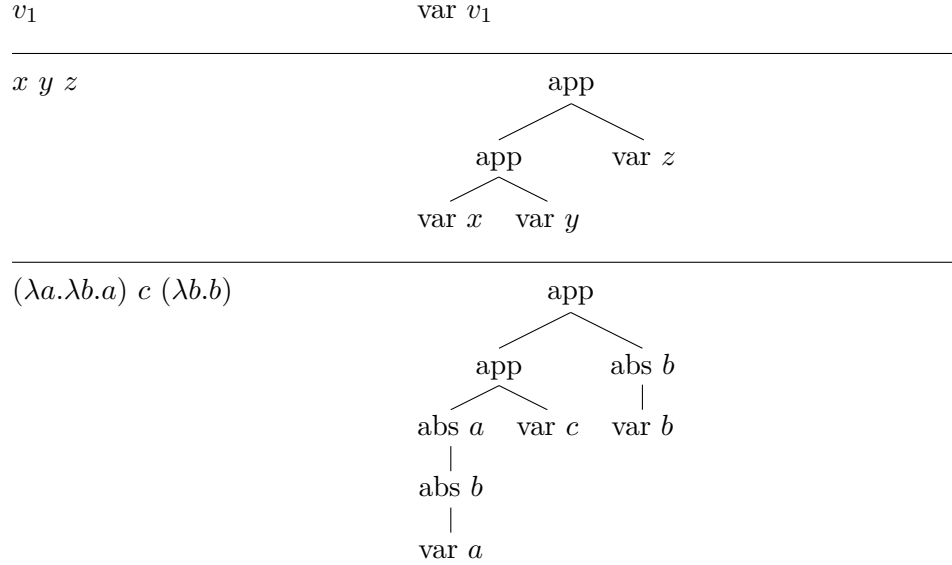 v₁ var v₁
x y z app
app var z
var x var y
(λa.λb.a) c (λb.b) app
app abs b
abs a var c var b
abs b
var a